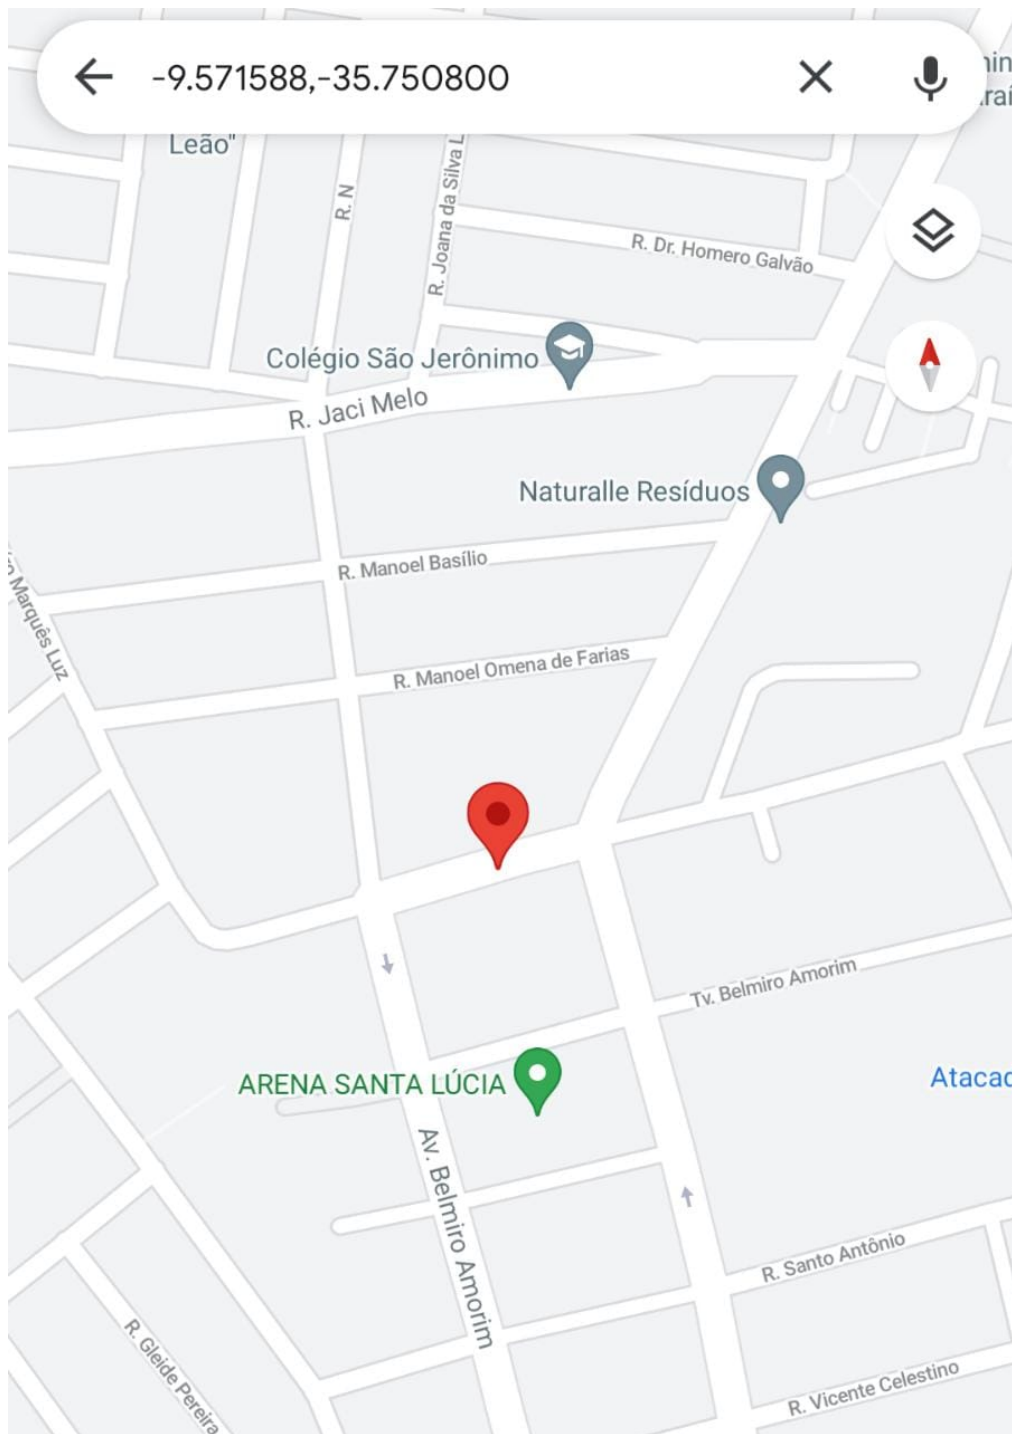 -9.571588,-35.750800
Leão"
R. N
R. Joana da Silva L
R. Dr. Homero Galvão
Colégio São Jerônimo
R. Jaci Melo
Naturalle Resíduos
R. Manoel Basílio
Marquês Luz
R. Manoel Omena de Farias
Tv. Belmiro Amorim
ARENA SANTA LÚCIA
Atacad
Av. Belmiro Amorim
R. Santo Antônio
R. Gleide Pereira
R. Vicente Celestino